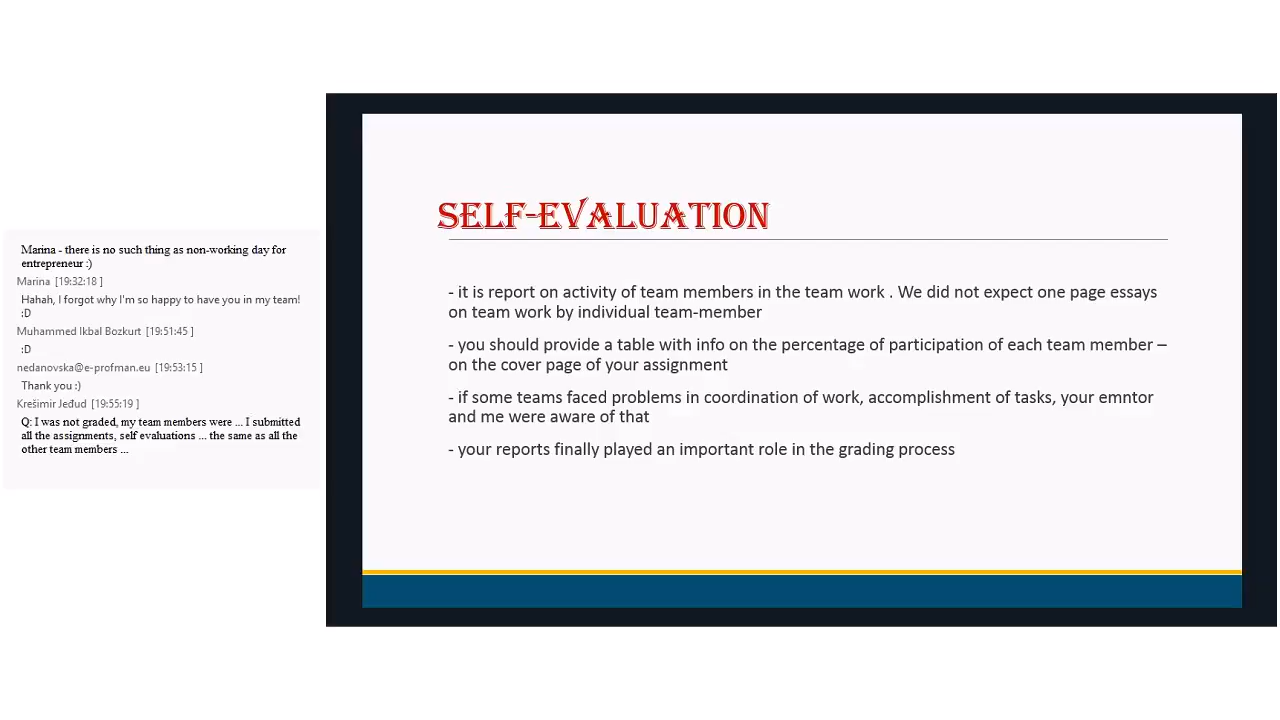 Marina - there is no such thing as non-working day for
entrepreneur :)
Marina [19:32:18 ]
Hahah, I forgot why I'm so happy to have you in my team!
:D
Muhammed Ikbal Bozkurt [19:51:45 ]
:D
nedanovska@e-profman.eu [19:53:15 ]
Thank you :)
Krešimir Jeđud [19:55:19 ]
Q: I was not graded, my team members were ... I submitted
all the assignments, self evaluations ... the same as all the
other team members ...
SELF-EVALUATION
- it is report on activity of team members in the team work . We did not expect one page essays
on team work by individual team-member
- you should provide a table with info on the percentage of participation of each team member –
on the cover page of your assignment
- if some teams faced problems in coordination of work, accomplishment of tasks, your emntor
and me were aware of that
- your reports finally played an important role in the grading process